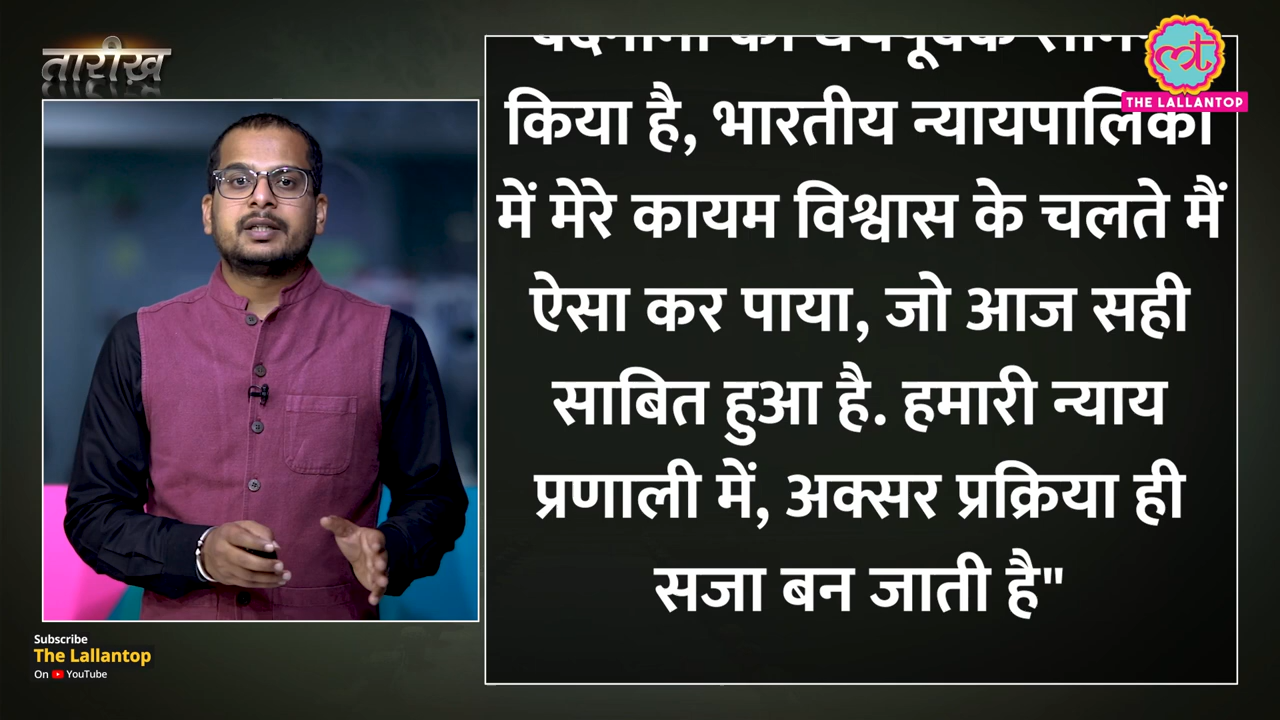 तारीख़
THE LALLANTOP
किया है, भारतीय न्यायपालिका
में मेरे कायम विश्वास के चलते मैं
ऐसा कर पाया, जो आज सही
साबित हुआ है. हमारी न्याय
प्रणाली में, अक्सर प्रक्रिया ही
सजा बन जाती है"
Subscribe
The Lallantop
On YouTube